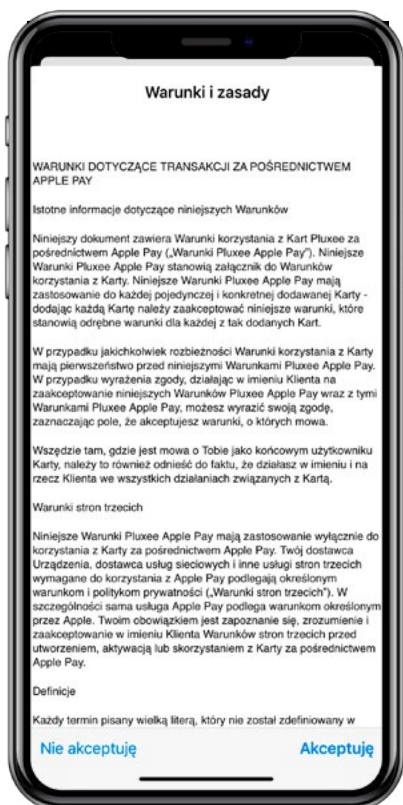 Warunki i zasady
WARUNKI DOTYCZĄCE TRANSAKCJI ZA POŚREDNICTWEM
APPLE PAY
Istotne informacje dotyczące niniejszych Warunków
Niniejszy dokument zawiera Warunki korzystania z Kart Pluxee za
pośrednictwem Apple Pay („Warunki Pluxee Apple Pay”). Niniejsze
Warunki Pluxee Apple Pay stanowią załącznik do Warunków
korzystania z Karty. Niniejsze Warunki Pluxee Apple Pay mają
zastosowanie do każdej pojedynczej i konkretnej dodawanej Karty -
dodając każdą Kartę należy zaakceptować niniejsze warunki, które
stanowią odrębne warunki dla każdej z tak dodanych Kart.
W przypadku jakichkolwiek rozbieżności Warunki korzystania z Karty
mają pierwszeństwo przed niniejszymi Warunkami Pluxee Apple Pay.
W przypadku wyrażenia zgody, działając w imieniu Klienta na
zaakceptowanie niniejszych Warunków Pluxee Apple Pay wraz z tymi
Warunkami Pluxee Apple Pay, możesz wyrazić swoją zgodę,
zaznaczając pole, że akceptujesz warunki, o których mowa.
Wszędzie tam, gdzie jest mowa o Tobie jako końcowym użytkowniku
Karty, należy to również odnieść do faktu, że działasz w imieniu i na
rzecz Klienta we wszystkich działaniach związanych z Kartą.
Warunki stron trzecich
Niniejsze Warunki Pluxee Apple Pay mają zastosowanie wyłącznie do
korzystania z Karty za pośrednictwem Apple Pay. Twój dostawca
Urządzenia, dostawca usług sieciowych i inne usługi stron trzecich
wymagane do korzystania z Apple Pay podlegają określonym
warunkom i politykom prywatności („Warunki stron trzecich”). W
szczególności sama usługa Apple Pay podlega warunkom określonym
przez Apple. Twoim obowiązkiem jest zapoznanie się, zrozumienie i
zaakceptowanie w imieniu Klienta Warunków stron trzecich przed
utworzeniem, aktywacją lub skorzystaniem z Karty za pośrednictwem
Apple Pay.
Definicje
Każdy termin pisany wielką literą, który nie został zdefiniowany w
Nie akceptuję
Akceptuję